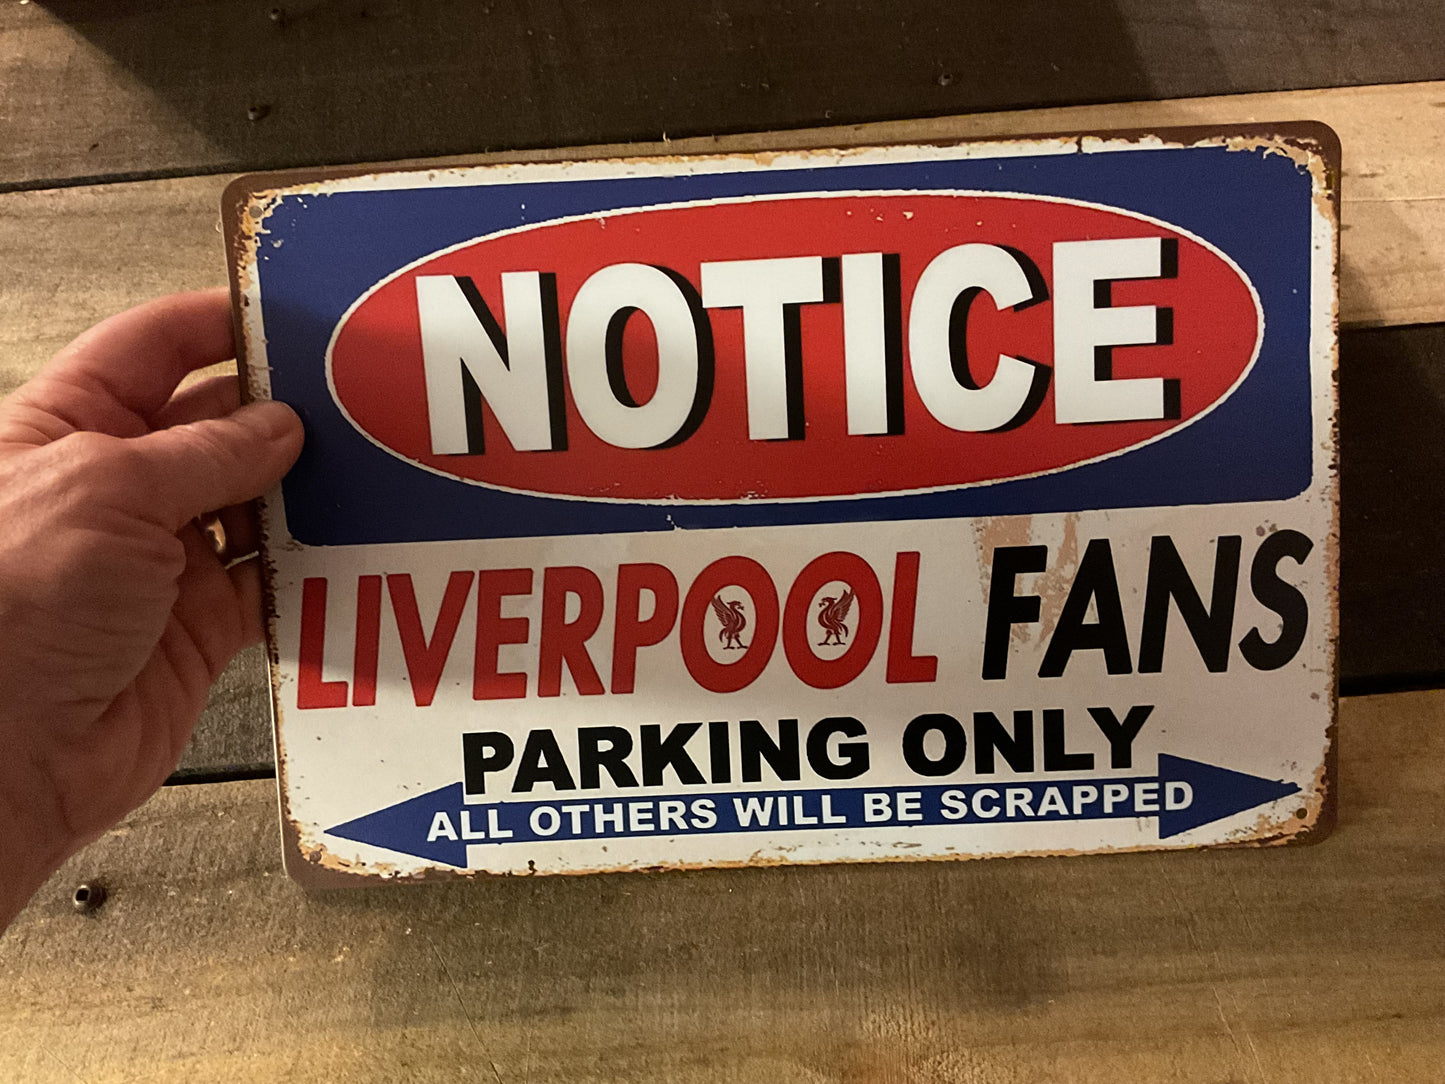 NOTICE
LIVERPOOL FANS
PARKING ONLY
ALL OTHERS WILL BE SCRAPPED